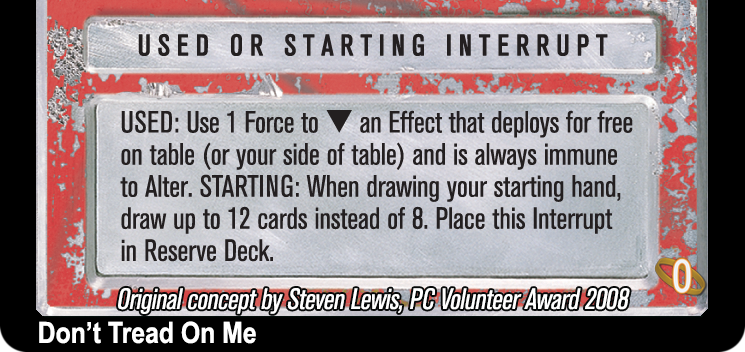 USED OR STARTING INTERRUPT
USED: Use 1 Force to ▼ an Effect that deploys for free
on table (or your side of table) and is always immune
to Alter. STARTING: When drawing your starting hand,
draw up to 12 cards instead of 8. Place this Interrupt
in Reserve Deck.
0
Original concept by Steven Lewis, PC Volunteer Award 2008
Don't Tread On Me